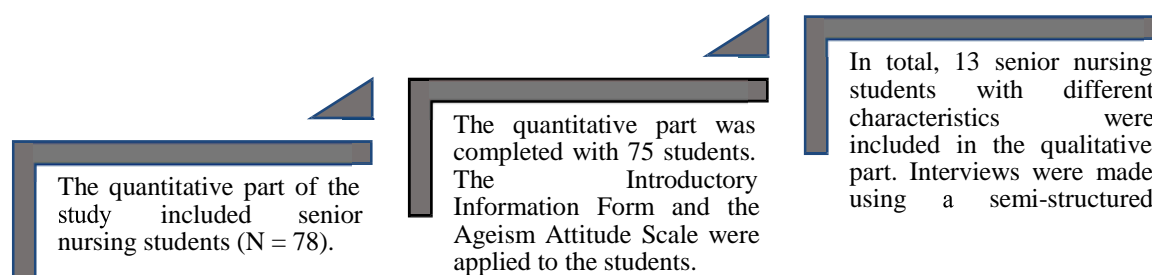 The quantitative part of the
study included senior
nursing students (N = 78).
The quantitative part was
completed with 75 students.
The Introductory
Information Form and the
Ageism Attitude Scale were
applied to the students.
In total, 13 senior nursing
students with different
characteristics were
included in the qualitative
part. Interviews were made
using a semi-structured